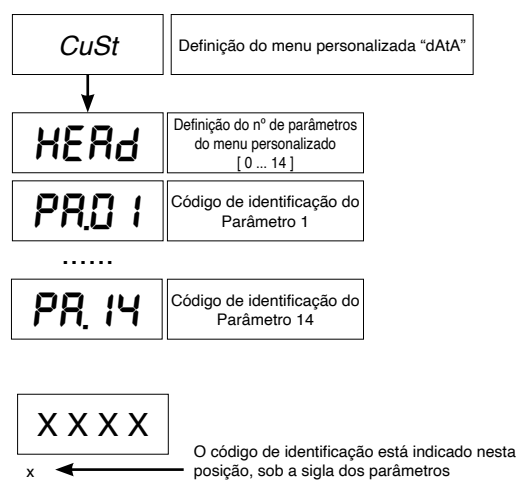 CuSt
Definição do menu personalizada “dAtA”
HEAd
Definição do nº de parâmetros
do menu personalizado
[ 0 ... 14 ]
PA.01
Código de identificação do
Parâmetro 1
......
PA. 14
Código de identificação do
Parâmetro 14
X X X X
x
O código de identificação está indicado nesta
posição, sob a sigla dos parâmetros